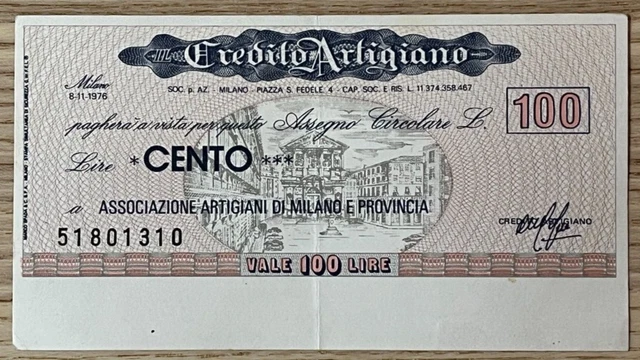 IL Credito Artigiano
Milano
8-11-1976
SOC. p. AZ. - MILANO - PIAZZA S. FEDELE 4 - CAP. SOC. E RIS. L. 11.374.358.467
100
pagherà a vista per questo Assegno Circolare L.
Lire *CENTO***
a ASSOCIAZIONE ARTIGIANI DI MILANO E PROVINCIA
51801310
CREDITO ARTIGIANO
VALE 100 LIRE